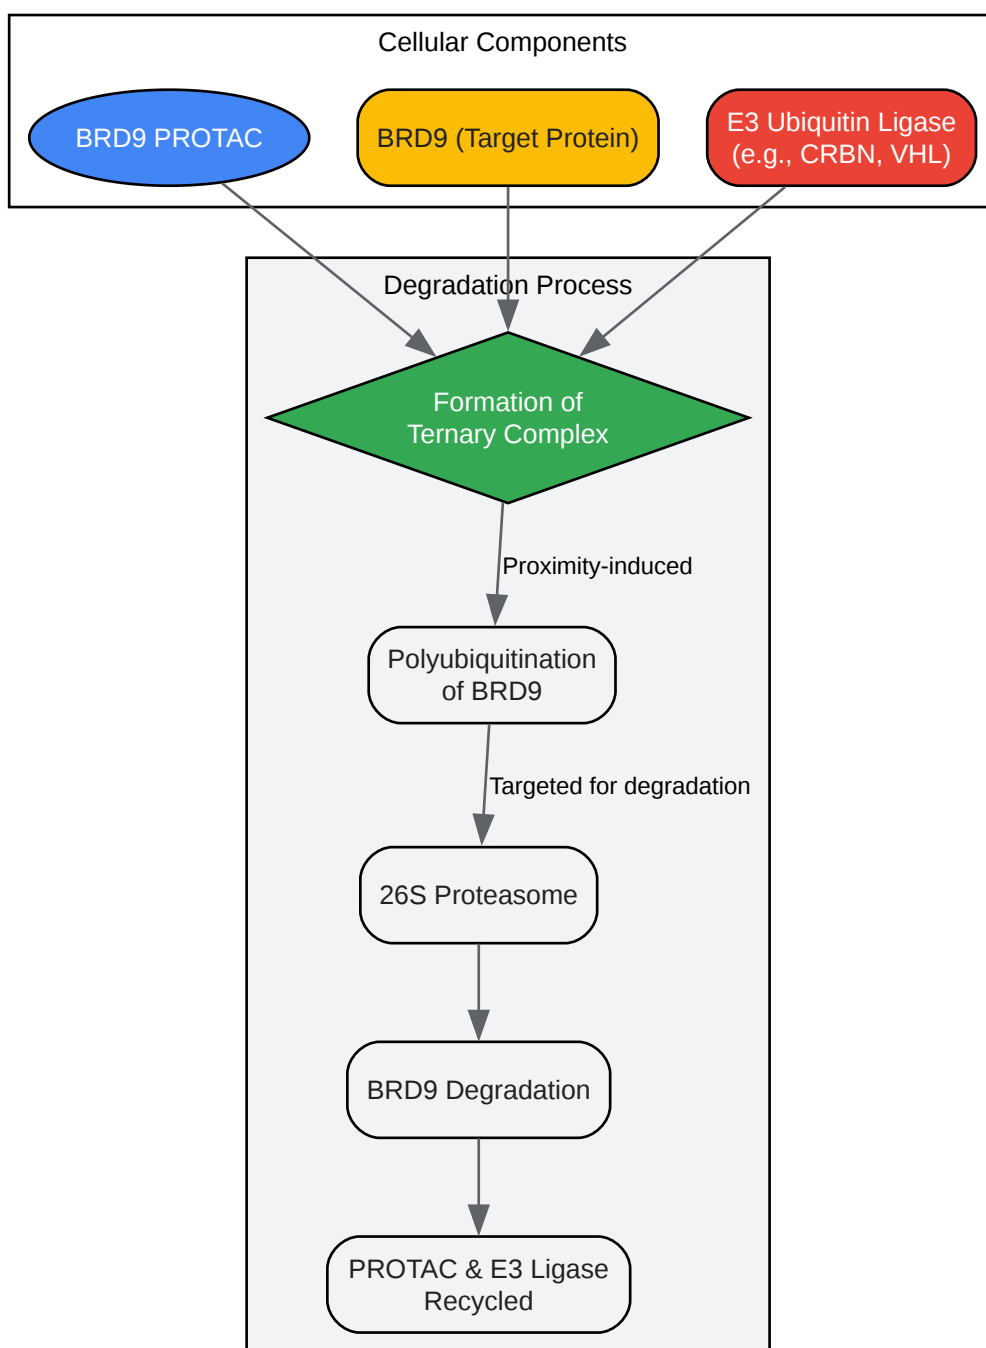 Cellular Components
BRD9 PROTAC
BRD9 (Target Protein)
E3 Ubiquitin Ligase
(e.g., CRBN, VHL)
Degradation Process
Formation of
Ternary Complex
Proximity-induced
Polyubiquitination
of BRD9
Targeted for degradation
26S Proteasome
BRD9 Degradation
PROTAC & E3 Ligase
Recycled